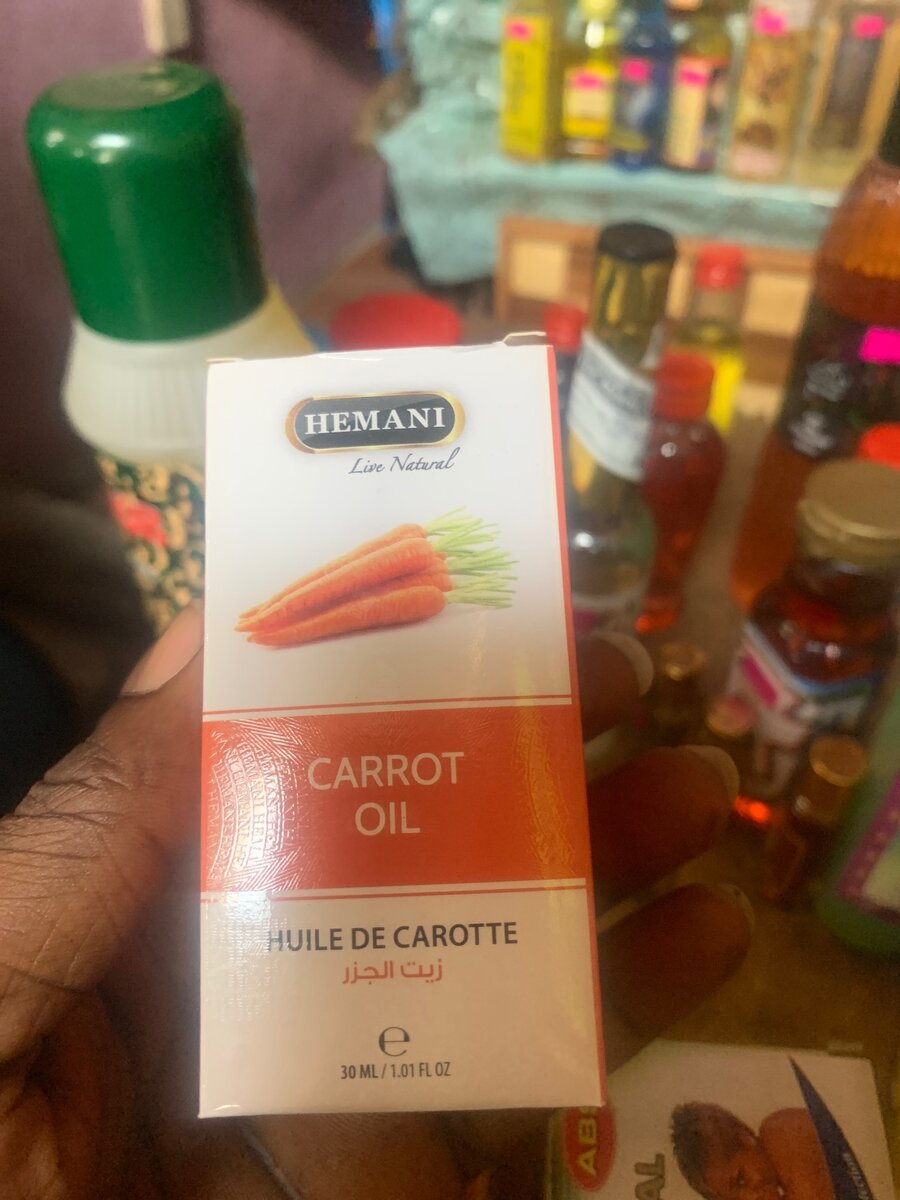 HEMANI
Live Natural
CARROT
OIL
HUILE DE CAROTTE
زيت الجزر
e
30 ML / 1.01 FL OZ